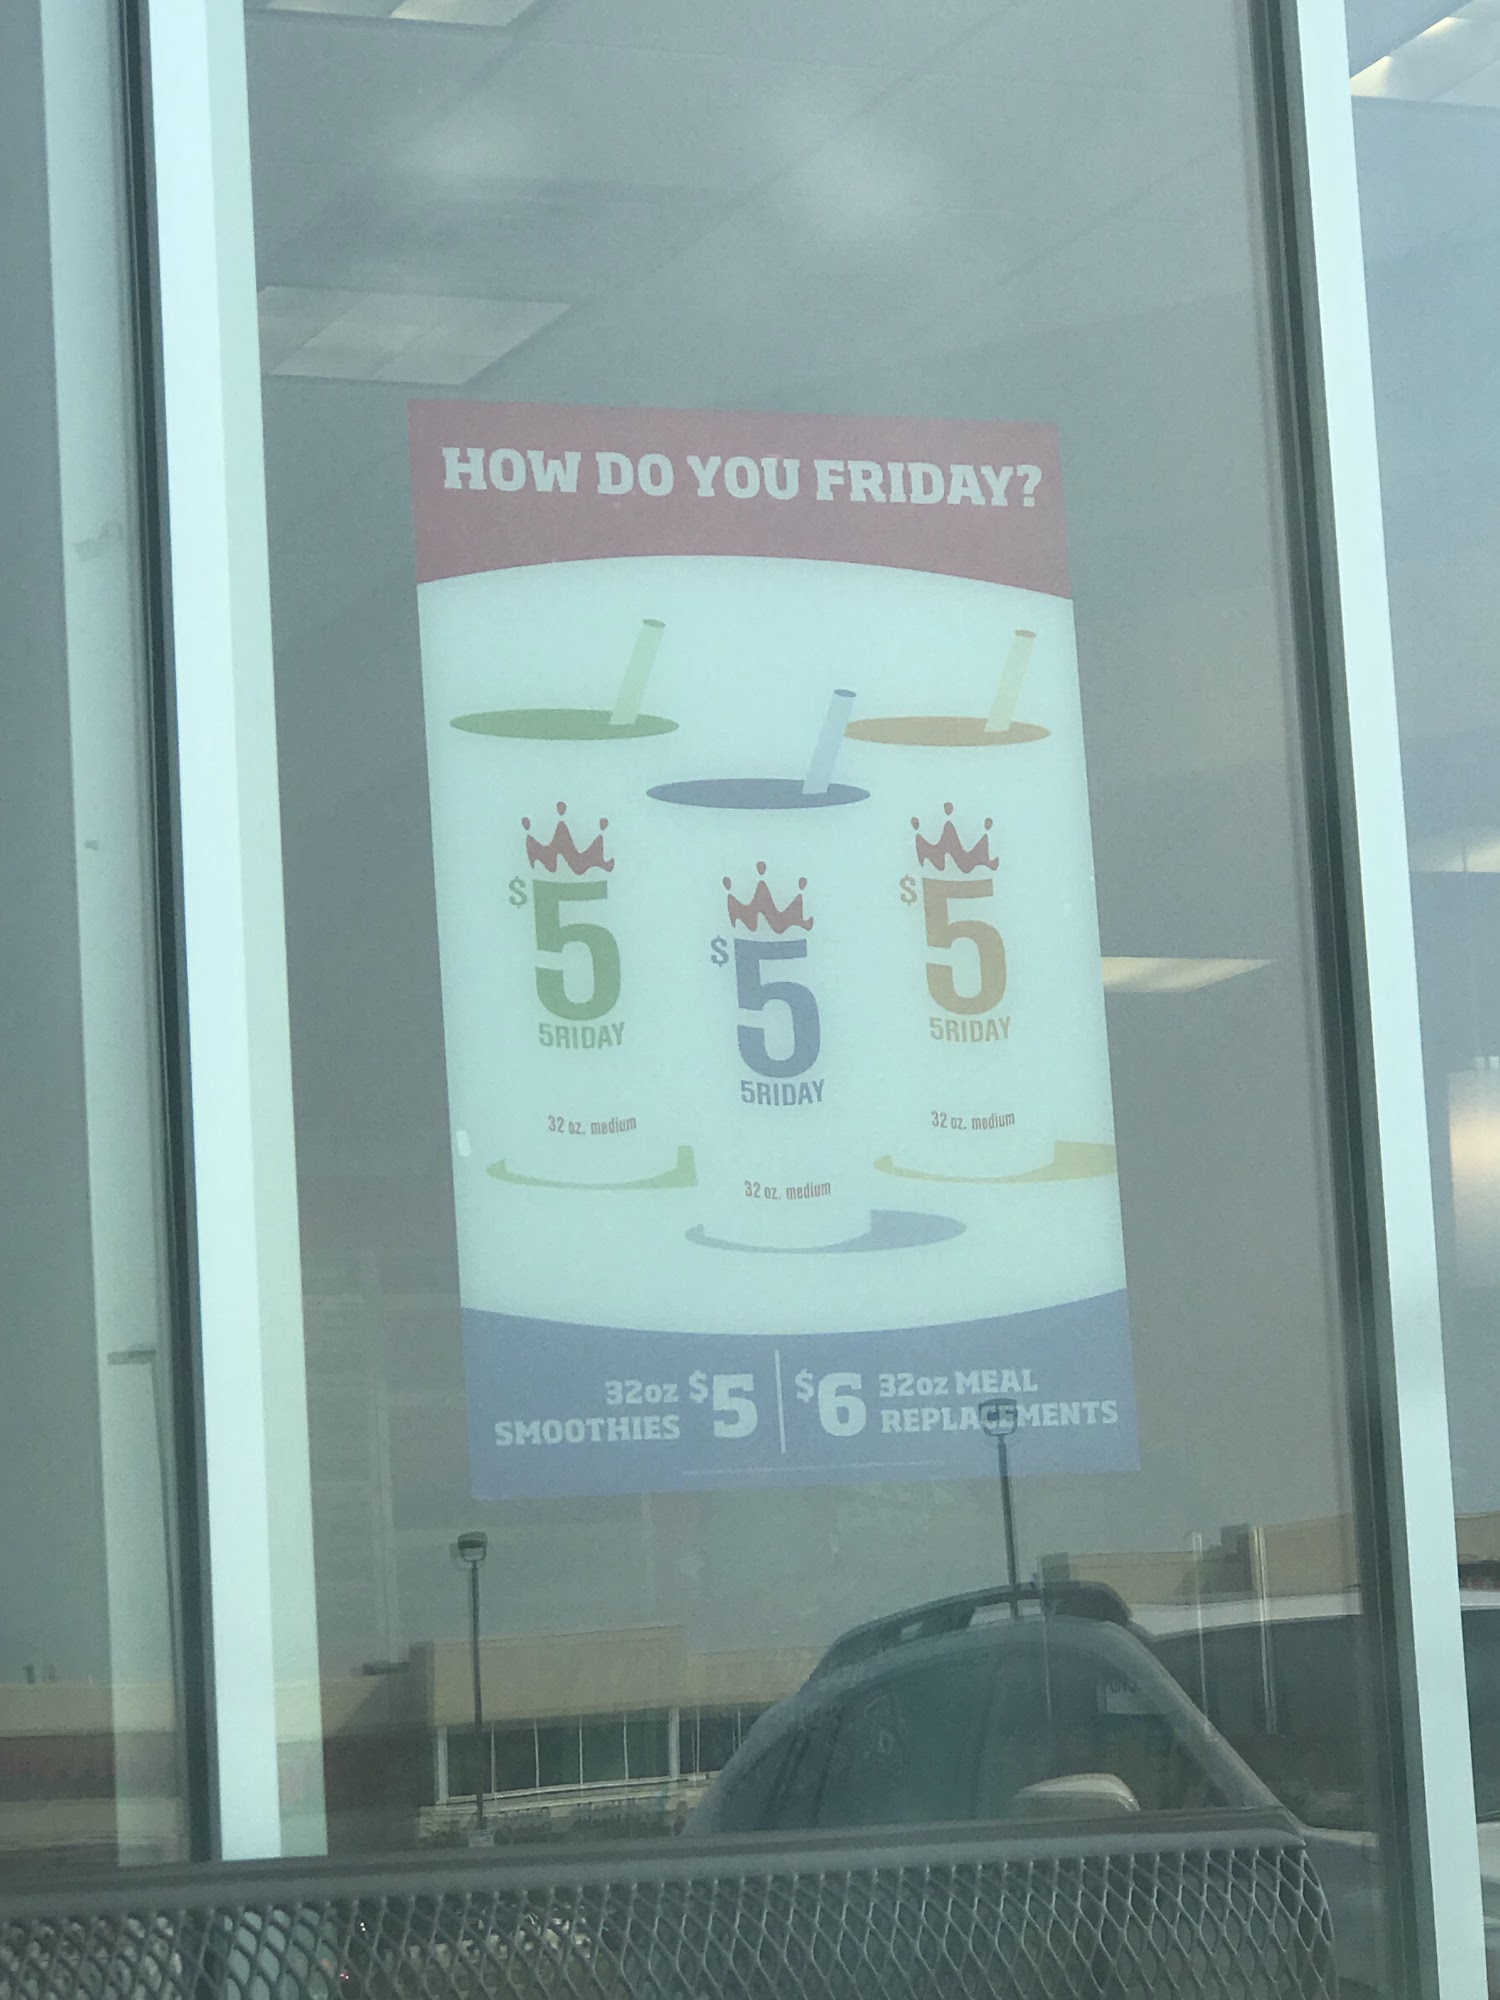 HOW DO YOU FRIDAY?
$5
5RIDAY
32 oz. medium
$5
5RIDAY
32 oz. medium
$5
5RIDAY
32 oz. medium
32oz SMOOTHIES $5
$6 32oz MEAL REPLACEMENTS